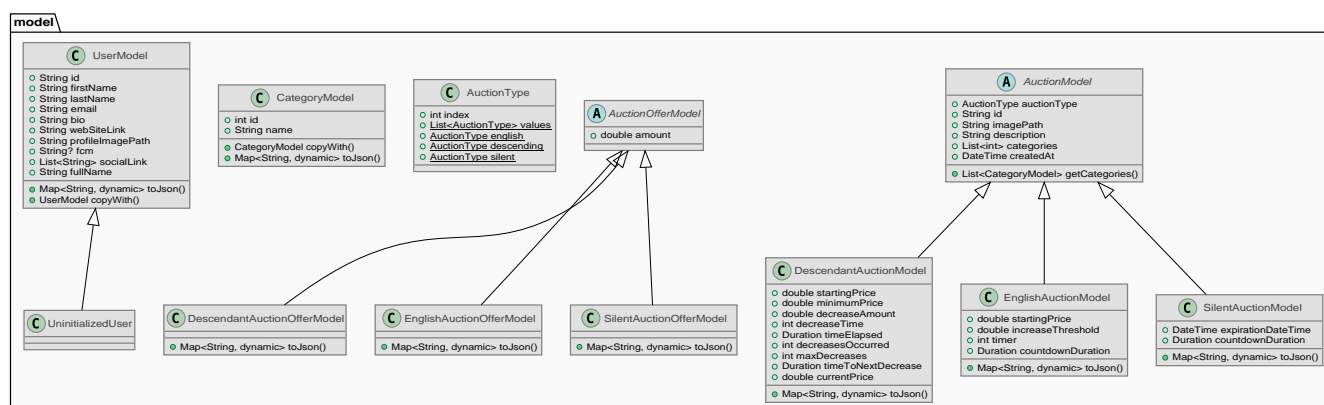 model
C UserModel
String id
String firstName
String lastName
String email
String bio
String webSiteLink
String profileImagePath
String? fcm
List<String> socialLink
String fullName
Map<String, dynamic> toJson()
UserModel copyWith()
C CategoryModel
int id
String name
CategoryModel copyWith()
Map<String, dynamic> toJson()
C AuctionType
int index
List<AuctionType> values
AuctionType english
AuctionType descending
AuctionType silent
A AuctionOfferModel
double amount
A AuctionModel
AuctionType auctionType
String id
String imagePath
String description
List<int> categories
DateTime createdAt
List<CategoryModel> getCategories()
C UninitializedUser
C DescendantAuctionOfferModel
Map<String, dynamic> toJson()
C EnglishAuctionOfferModel
Map<String, dynamic> toJson()
C SilentAuctionOfferModel
Map<String, dynamic> toJson()
C DescendantAuctionModel
double startingPrice
double minimumPrice
double decreaseAmount
int decreaseTime
Duration timeElapsed
int decreasesOccurred
int maxDecreases
Duration timeToNextDecrease
double currentPrice
Map<String, dynamic> toJson()
C EnglishAuctionModel
double startingPrice
double increaseThreshold
int timer
Duration countdownDuration
Map<String, dynamic> toJson()
C SilentAuctionModel
DateTime expirationDateTime
Duration countdownDuration
Map<String, dynamic> toJson()